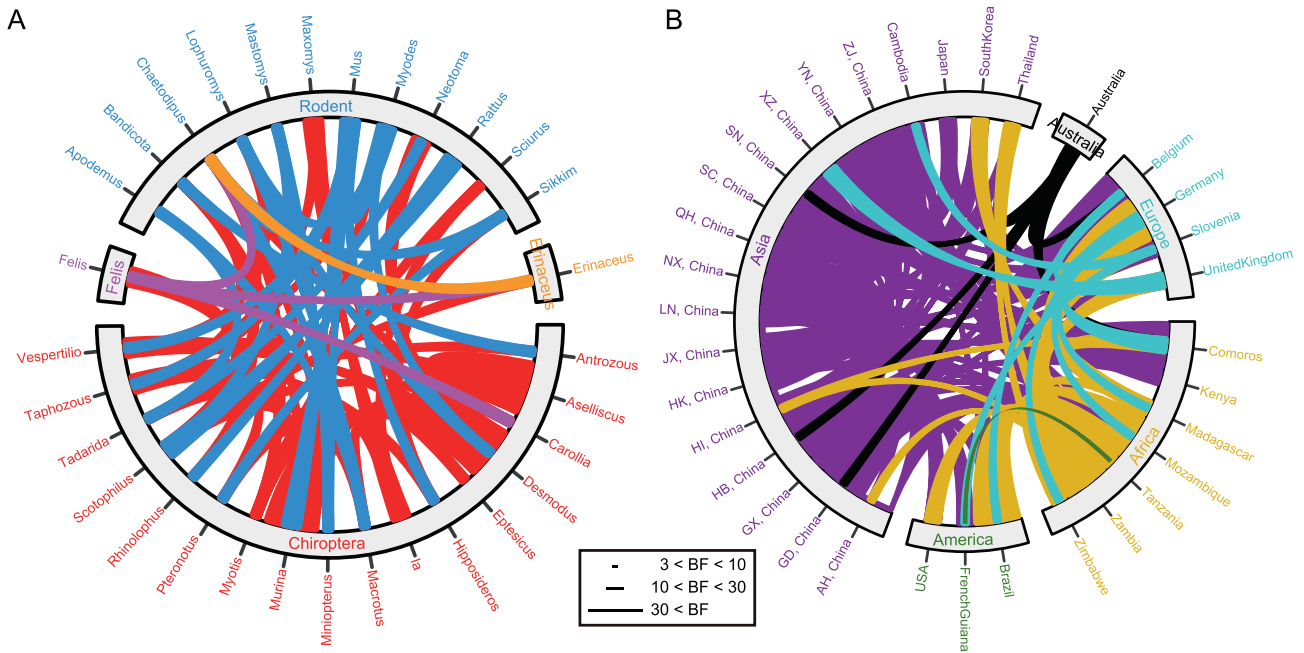 A
Rodent
Apodemus
Bandicota
Chaetodipus
Lophuromys
Mastomys
Maxomys
Mus
Myodes
Neotoma
Rattus
Sciurus
Sikkim
Erinaceus
Erinaceus
Antrozous
Aselliscus
Carollia
Desmodus
Eptesicus
Hipposideros
Ia
Macrotus
Miniopterus
Murina
Myotis
Pteronotus
Rhinolophus
Scotophilus
Tadarida
Taphozous
Vespertilio
Chiroptera
Felis
Felis
B
Asia
AH, China
GD, China
GX, China
HB, China
HI, China
HK, China
JX, China
LN, China
NX, China
QH, China
SC, China
SN, China
XZ, China
YN, China
ZJ, China
Cambodia
Japan
SouthKorea
Thailand
Australia
Australia
Europe
Belgium
Germany
Slovenia
UnitedKingdom
Africa
Comoros
Kenya
Madagascar
Mozambique
Tanzania
Zambia
Zimbabwe
America
Brazil
FrenchGuiana
USA
3 < BF < 10
10 < BF < 30
30 < BF